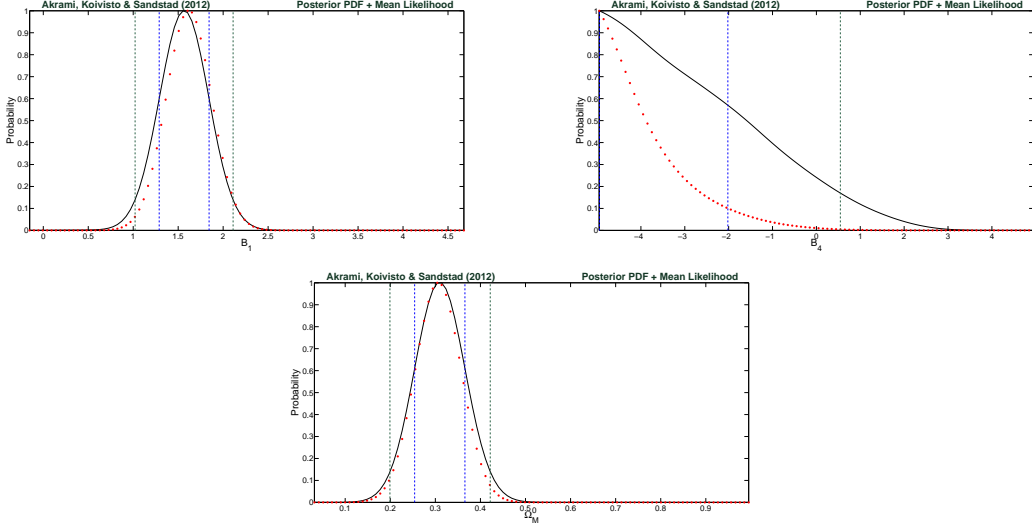 Akrami, Koivisto & Sandstad (2012) Posterior PDF + Mean Likelihood
1
0.9
0.8
0.7
0.6
0.5
0.4
0.3
0.2
0.1
0
Probability
0 0.5 1 1.5 2 2.5 3 3.5 4 4.5
B_1
Akrami, Koivisto & Sandstad (2012) Posterior PDF + Mean Likelihood
1
0.9
0.8
0.7
0.6
0.5
0.4
0.3
0.2
0.1
0
Probability
−4 −3 −2 −1 0 1 2 3 4
B_4
Akrami, Koivisto & Sandstad (2012) Posterior PDF + Mean Likelihood
1
0.9
0.8
0.7
0.6
0.5
0.4
0.3
0.2
0.1
0
Probability
0.1 0.2 0.3 0.4 0.5 0.6 0.7 0.8 0.9
Ω_M^0